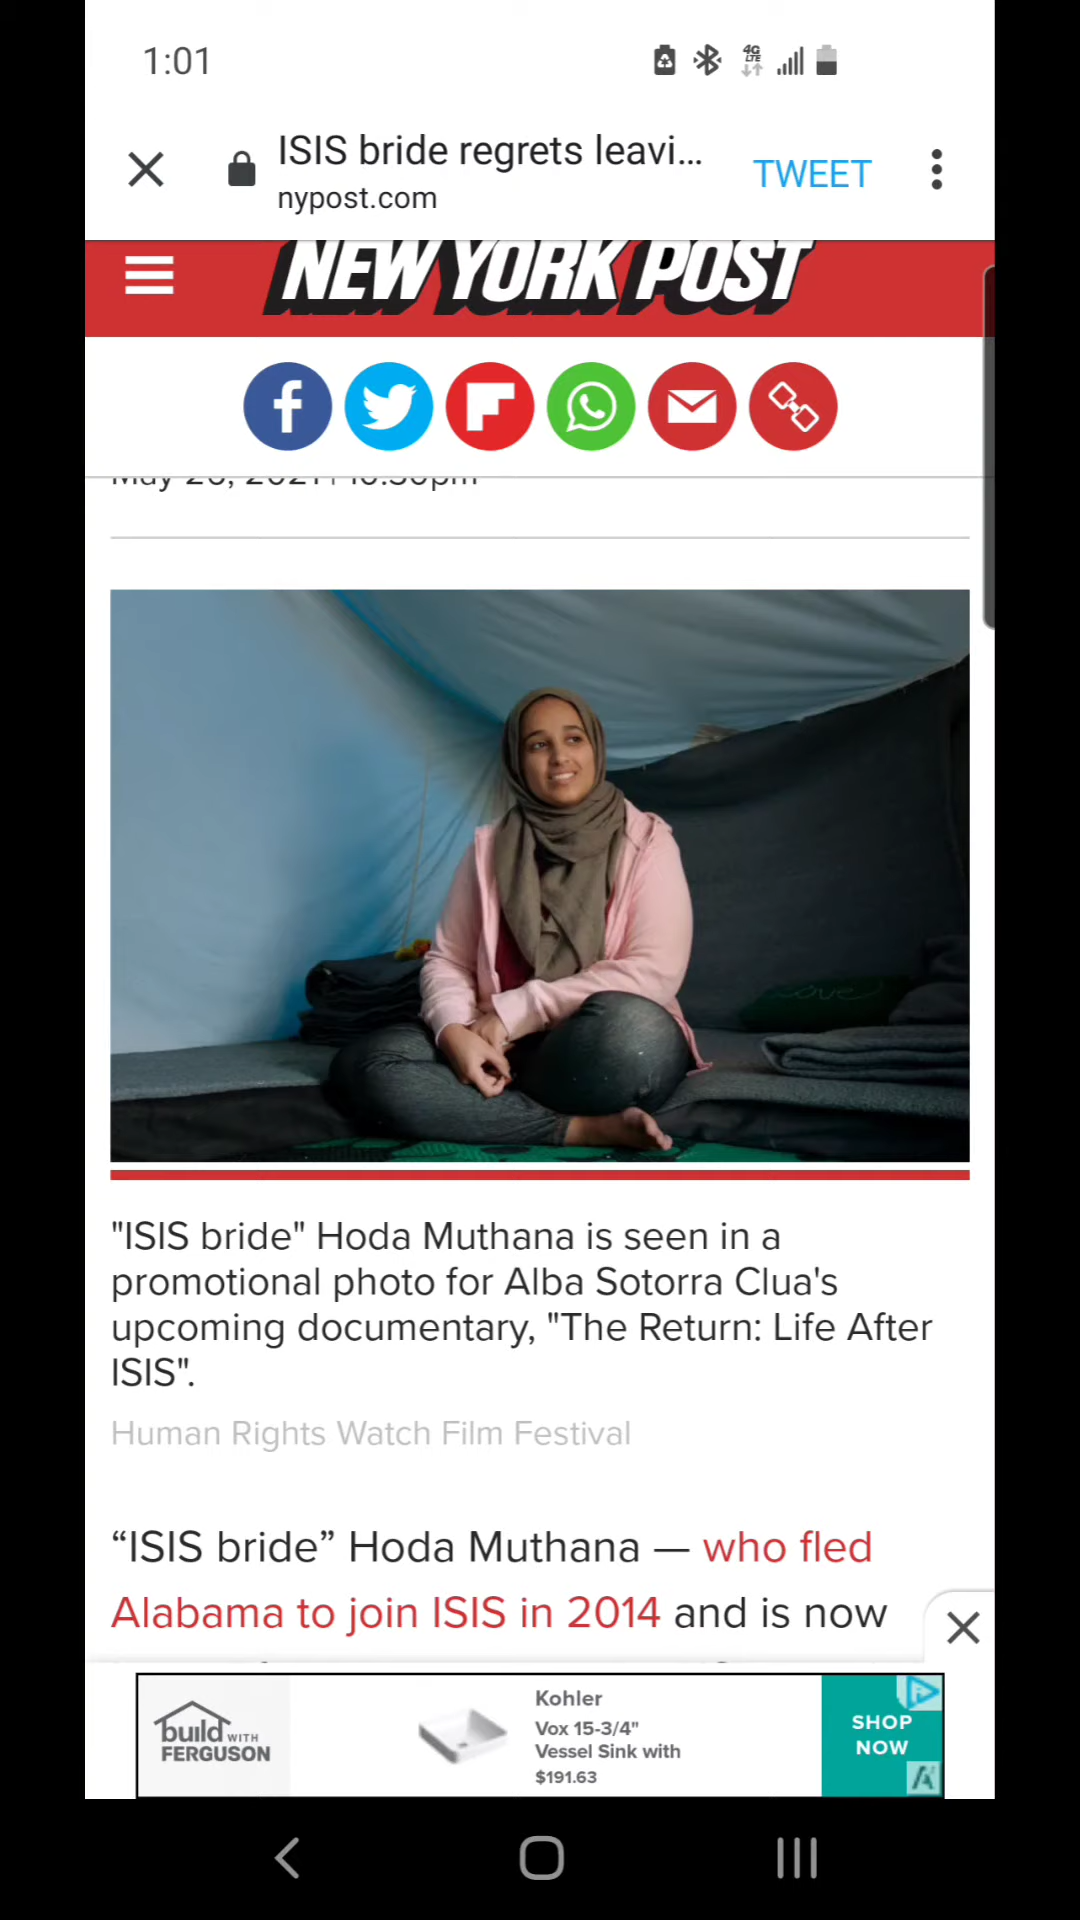 1:01
4G
LTE
ISIS bride regrets leavi...
nypost.com
TWEET
NEW YORK POST
"ISIS bride" Hoda Muthana is seen in a
promotional photo for Alba Sotorra Clua's
upcoming documentary, "The Return: Life After
ISIS".
Human Rights Watch Film Festival
“ISIS bride” Hoda Muthana — who fled
Alabama to join ISIS in 2014 and is now
build WITH
FERGUSON
Kohler
Vox 15-3/4"
Vessel Sink with
$191.63
SHOP
NOW